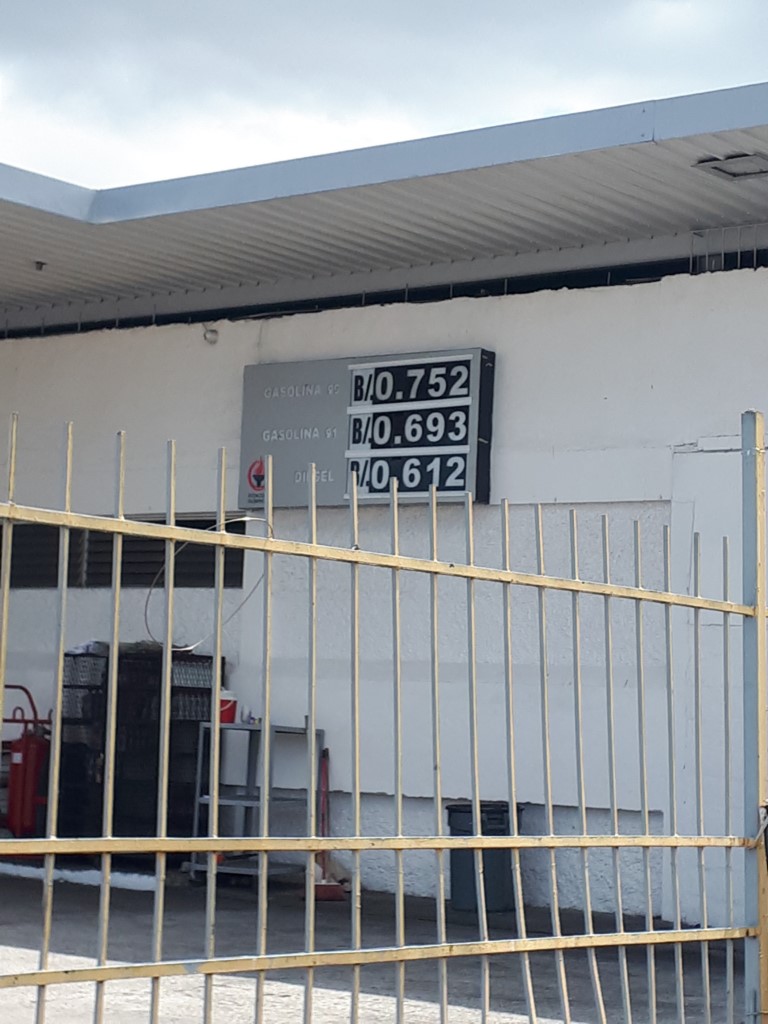 GASOLINA 95 B/.0.752
GASOLINA 91 B/.0.693
DIESEL B/.0.612